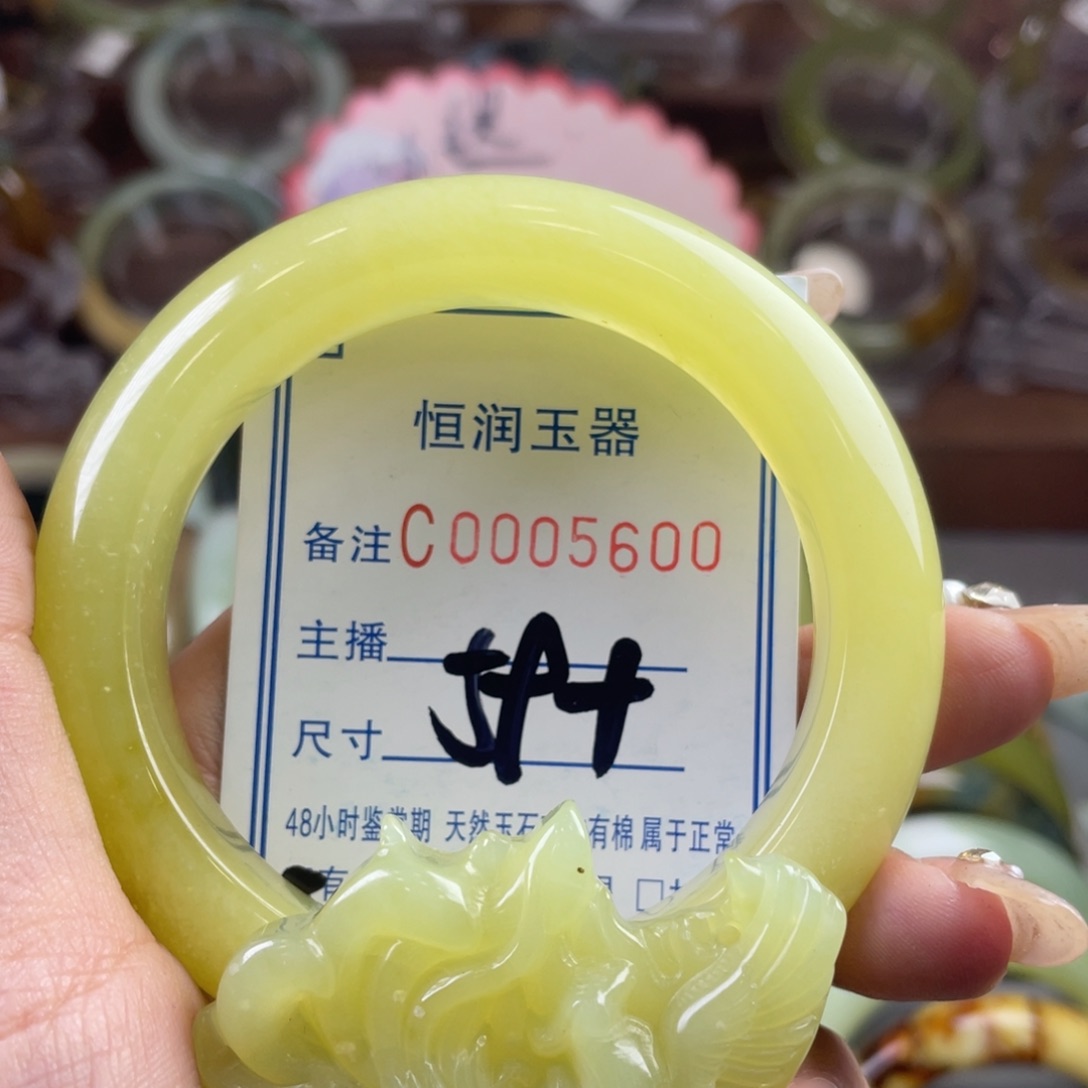 恒润玉器
备注C0005600
主播
尺寸
48小时鉴赏期 天然玉石 有棉 属于正常
有